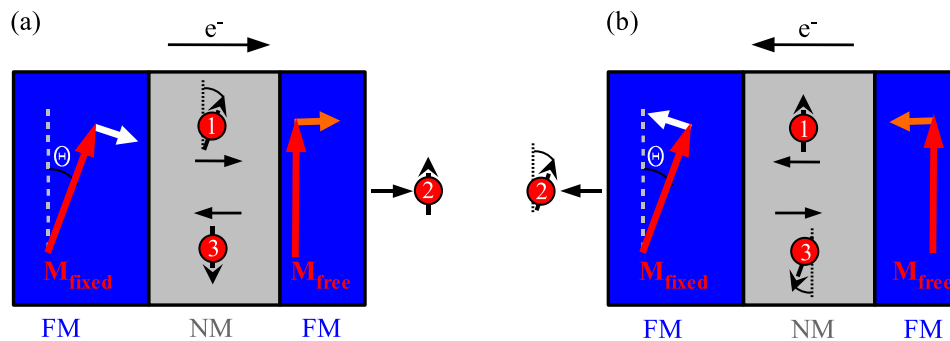 (a)
e-
Θ
1
3
M_fixed
M_free
FM
NM
FM
2
(b)
e-
Θ
1
2
3
M_fixed
M_free
FM
NM
FM